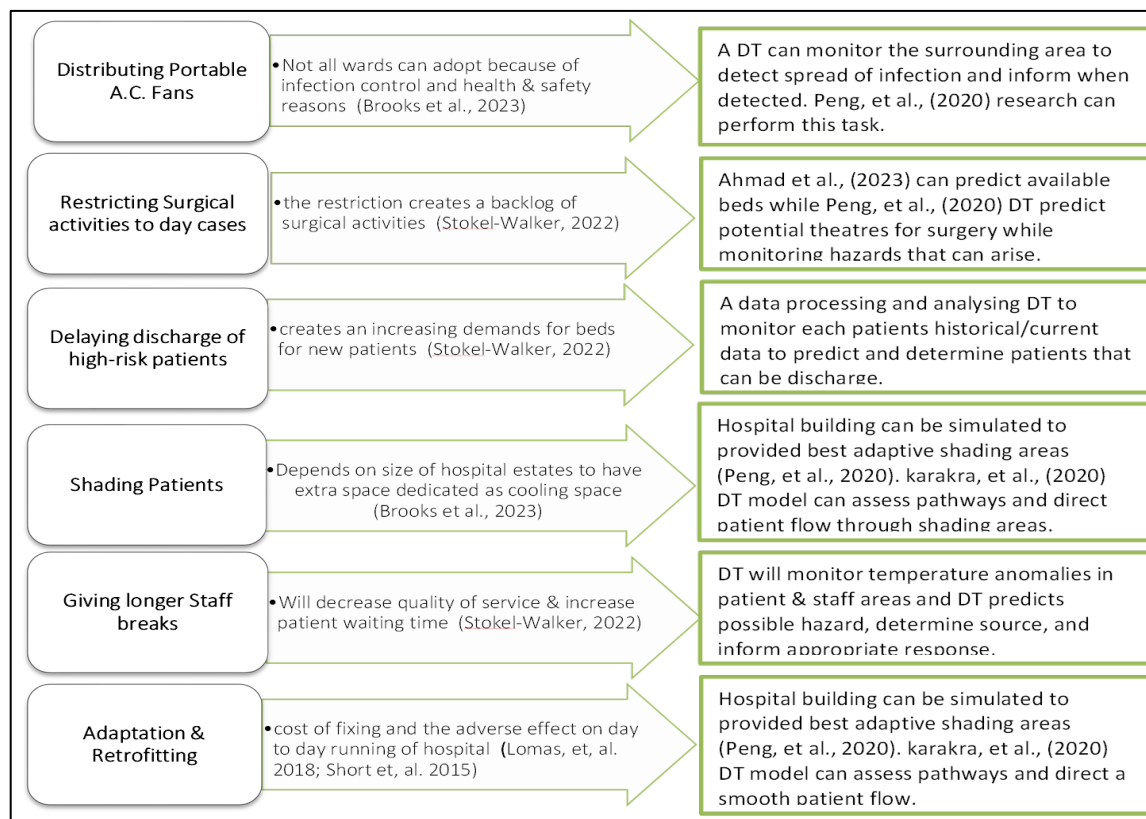 Distributing Portable
A.C. Fans
•Not all wards can adopt because of
infection control and health & safety
reasons (Brooks et al., 2023)
A DT can monitor the surrounding area to
detect spread of infection and inform when
detected. Peng, et al., (2020) research can
perform this task.
Restricting Surgical
activities to day cases
•the restriction creates a backlog of
surgical activities (Stokel-Walker, 2022)
Ahmad et al., (2023) can predict available
beds while Peng, et al., (2020) DT predict
potential theatres for surgery while
monitoring hazards that can arise.
Delaying discharge of
high-risk patients
•creates an increasing demands for beds
for new patients (Stokel-Walker, 2022)
A data processing and analysing DT to
monitor each patients historical/current
data to predict and determine patients that
can be discharge.
Shading Patients
•Depends on size of hospital estates to have
extra space dedicated as cooling space
(Brooks et al., 2023)
Hospital building can be simulated to
provided best adaptive shading areas
(Peng, et al., 2020). karakra, et al., (2020)
DT model can assess pathways and direct
patient flow through shading areas.
Giving longer Staff
breaks
•Will decrease quality of service & increase
patient waiting time (Stokel-Walker, 2022)
DT will monitor temperature anomalies in
patient & staff areas and DT predicts
possible hazard, determine source, and
inform appropriate response.
Adaptation &
Retrofitting
•cost of fixing and the adverse effect on day
to day running of hospital (Lomas, et, al.
2018; Short et, al. 2015)
Hospital building can be simulated to
provided best adaptive shading areas
(Peng, et al., 2020). karakra, et al., (2020)
DT model can assess pathways and direct a
smooth patient flow.